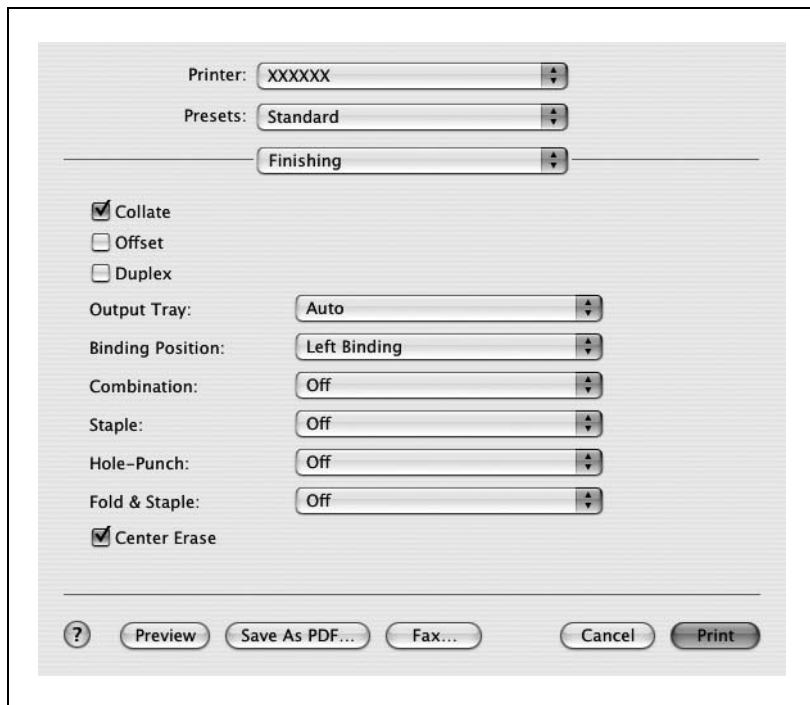 Printer: XXXXXX
Presets: Standard
Finishing
Collate
Offset
Duplex
Output Tray: Auto
Binding Position: Left Binding
Combination: Off
Staple: Off
Hole-Punch: Off
Fold & Staple: Off
Center Erase
? Preview Save As PDF... Fax... Cancel Print